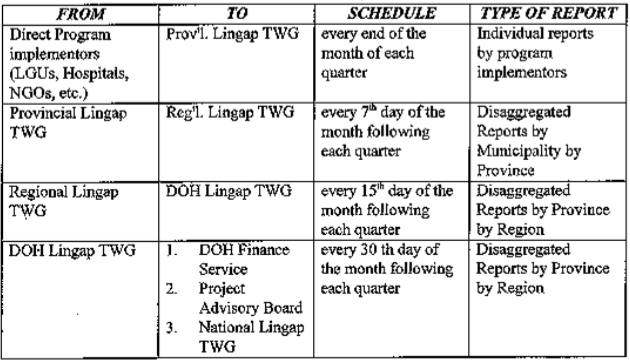 FROM TO SCHEDULE TYPE OF REPORT
Direct Program
implementors
(LGUs, Hospitals,
NGOs, etc.)
Prov'l. Lingap TWG
every end of the
month of each
quarter
Individual reports
by program
implementors
Provincial Lingap
TWG
Reg'l. Lingap TWG
every 7th day of the
month following
each quarter
Disaggregated
Reports by
Municipality by
Province
Regional Lingap
TWG
DOH Lingap TWG
every 15th day of the
month following
each quarter
Disaggregated
Reports by Province
by Region
DOH Lingap TWG
1. DOH Finance
Service
2. Project
Advisory Board
3. National Lingap
TWG
every 30 th day of
the month following
each quarter
Disaggregated
Reports by Province
by Region